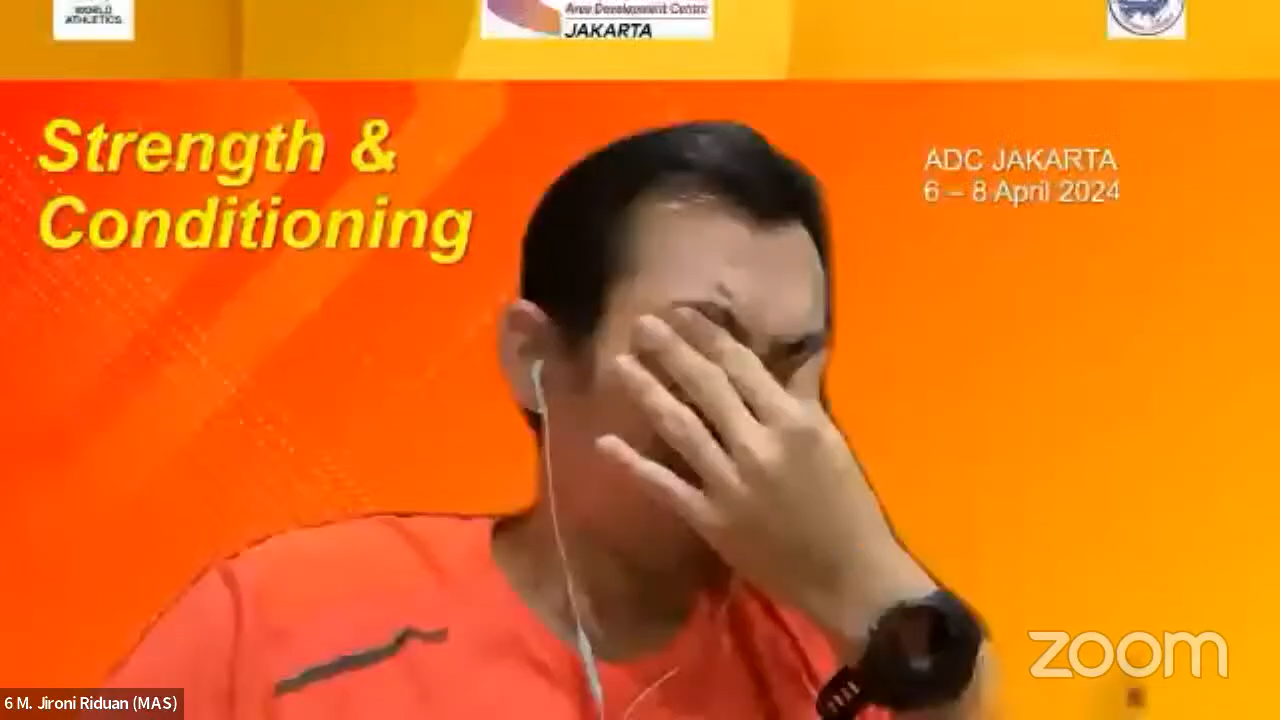 WORLD
ATHLETICS
Area Development Centre
JAKARTA
Strength &
Conditioning
ADC JAKARTA
6 – 8 April 2024
zoom
6 M. Jironi Riduan (MAS)